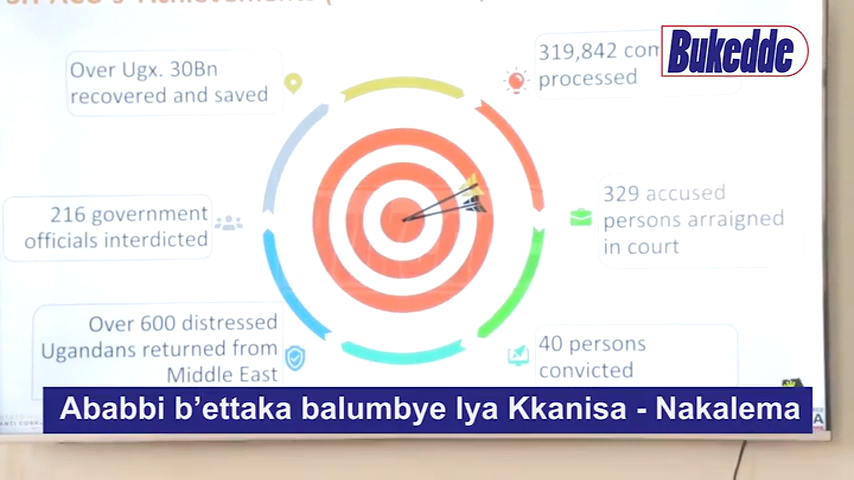 Over Ugx. 30Bn
recovered and saved
319,842
processed
Bukedde
216 government
officials interdicted
329 accused
persons arraigned
in court
Over 600 distressed
Ugandans returned from
Middle East
40 persons
convicted
Ababbi b’ettaka balumbye lya Kkanisa - Nakalema